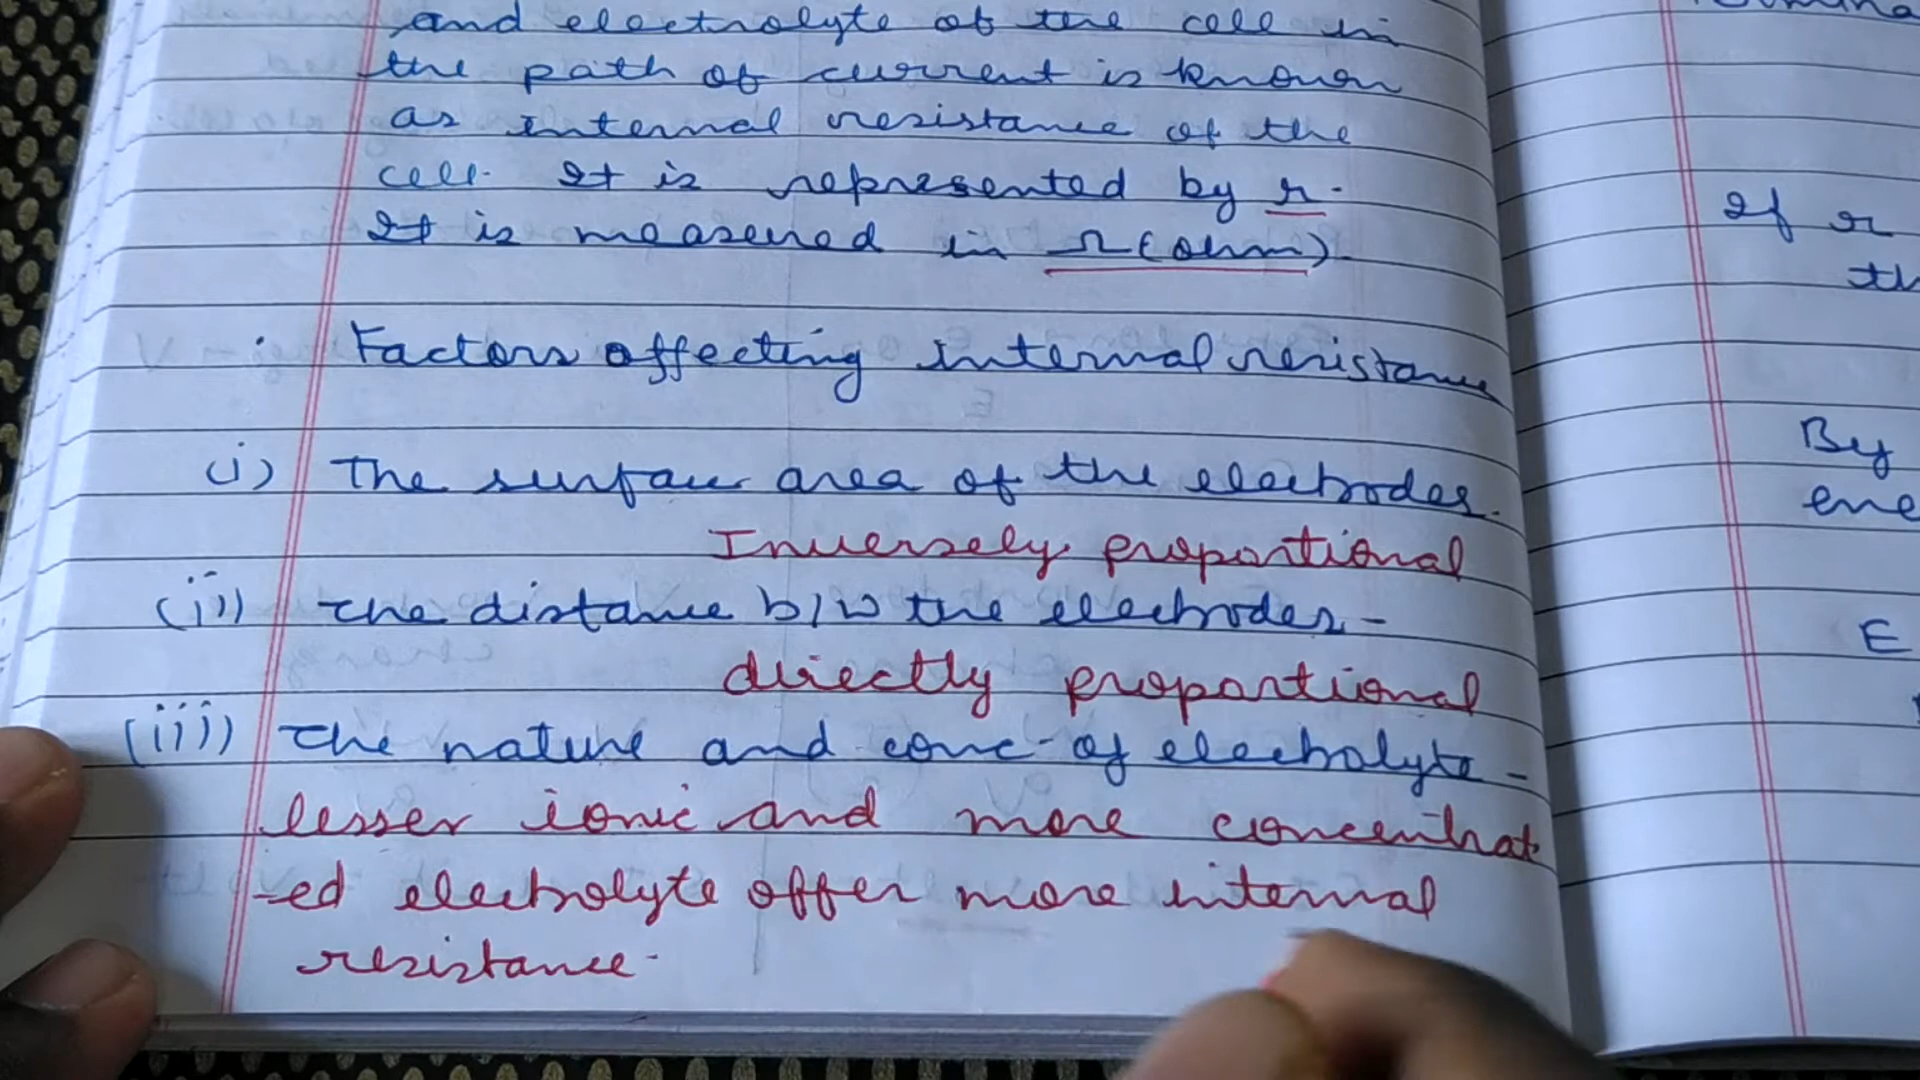 and electrolyte of the cell in
the path of current is known
as internal resistance of the
cell. It is represented by r.
It is measured in Ω (ohm).
Factors affecting internal resistance
(i) The surface area of the electrodes.
Inversely proportional
(ii) the distance b/w the electrodes -
directly proportional
(iii) the nature and conc. of electrolyte -
lesser ionic and more concentrat
-ed electrolyte offer more internal
resistance.
If r
th
By
ene
E